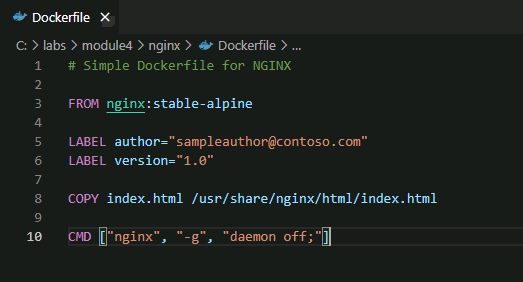 Dockerfile ×
C: > labs > module4 > nginx > Dockerfile > ...
1 # Simple Dockerfile for NGINX
2
3 FROM nginx:stable-alpine
4
5 LABEL author="sampleauthor@contoso.com"
6 LABEL version="1.0"
7
8 COPY index.html /usr/share/nginx/html/index.html
9
10 CMD ["nginx", "-g", "daemon off;"]